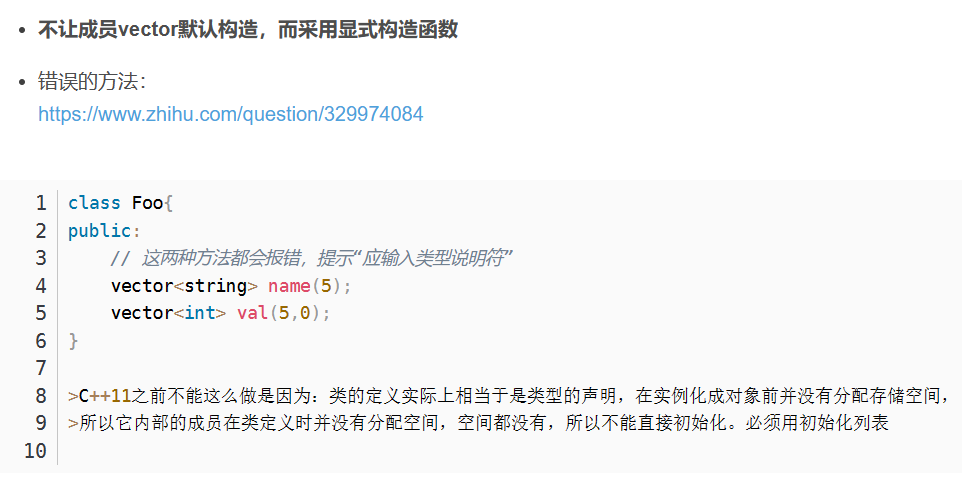 不让成员vector默认构造，而采用显式构造函数
错误的方法：
https://www.zhihu.com/question/329974084
1 class Foo{
2 public:
3     // 这两种方法都会报错，提示“应输入类型说明符”
4     vector<string> name(5);
5     vector<int> val(5,0);
6 }
7
8 >C++11之前不能这么做是因为：类的定义实际上相当于是类型的声明，在实例化成对象前并没有分配存储空间，
9 >所以它内部的成员在类定义时并没有分配空间，空间都没有，所以不能直接初始化。必须用初始化列表
10